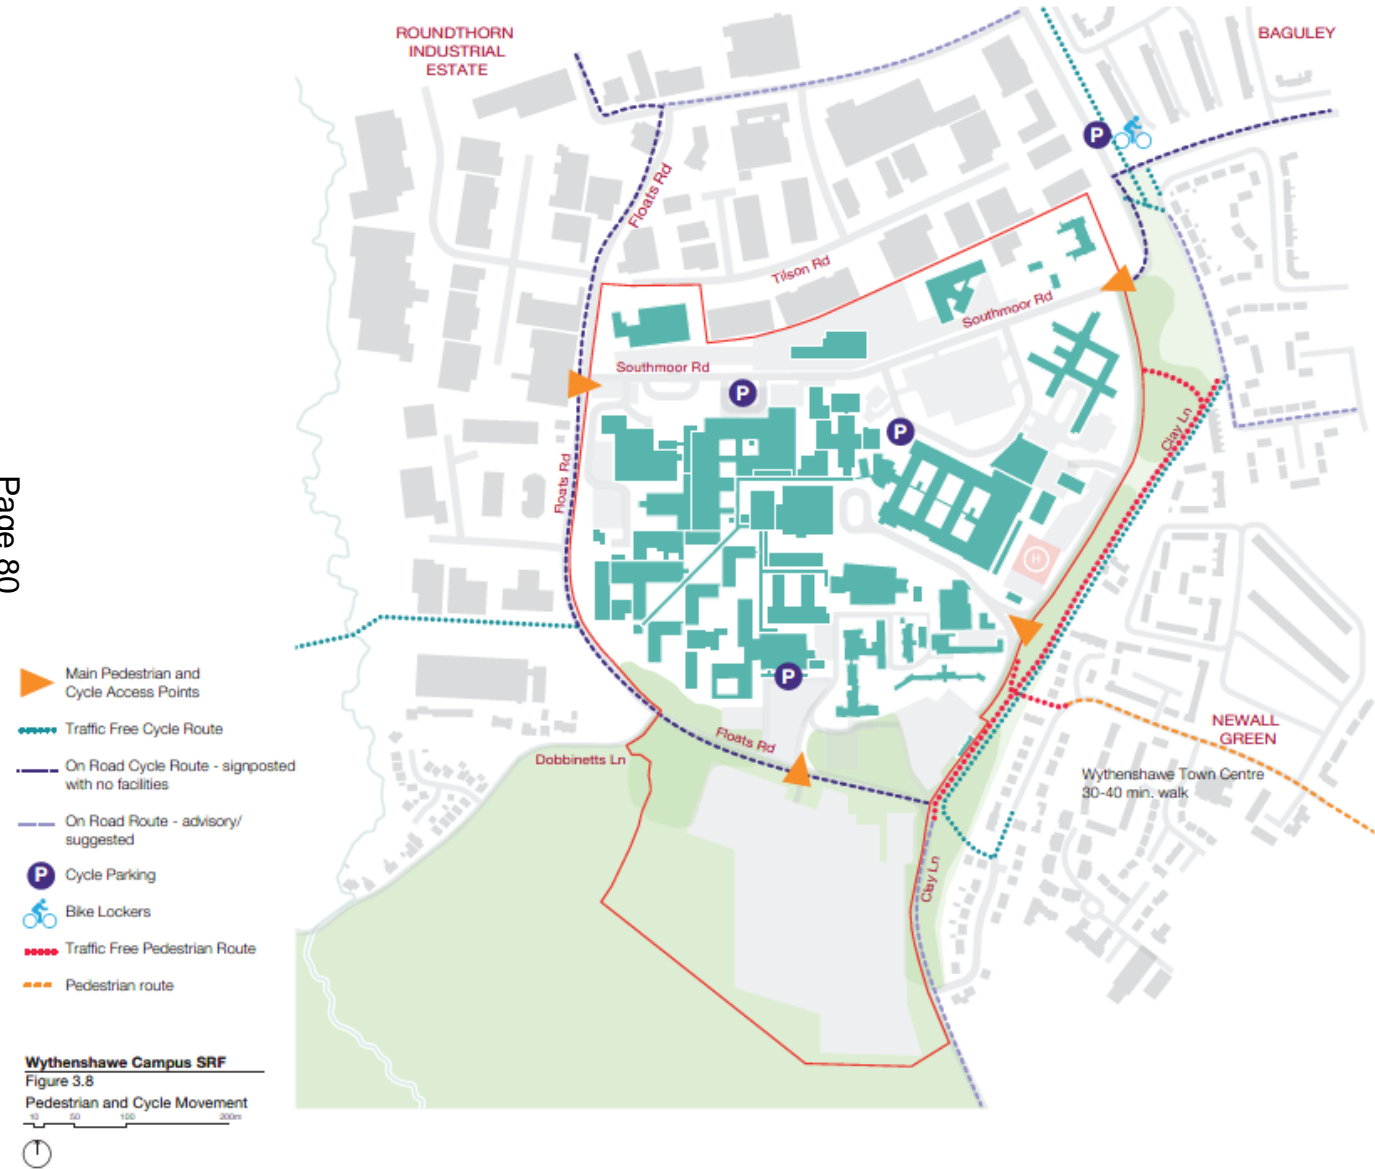 ROUNDTHORN
INDUSTRIAL
ESTATE
BAGULEY
P
Floats Rd
Tilson Rd
Southmoor Rd
Southmoor Rd
P
P
Clay Ln
Floats Rd
H
Page 80
P
Main Pedestrian and
Cycle Access Points
Traffic Free Cycle Route
On Road Cycle Route - signposted
with no facilities
On Road Route - advisory/
suggested
P Cycle Parking
Bike Lockers
Traffic Free Pedestrian Route
Pedestrian route
Floats Rd
Dobbinetts Ln
NEWALL
GREEN
Wythenshawe Town Centre
30-40 min. walk
Clay Ln
Wythenshawe Campus SRF
Figure 3.8
Pedestrian and Cycle Movement
10 50 100 200m